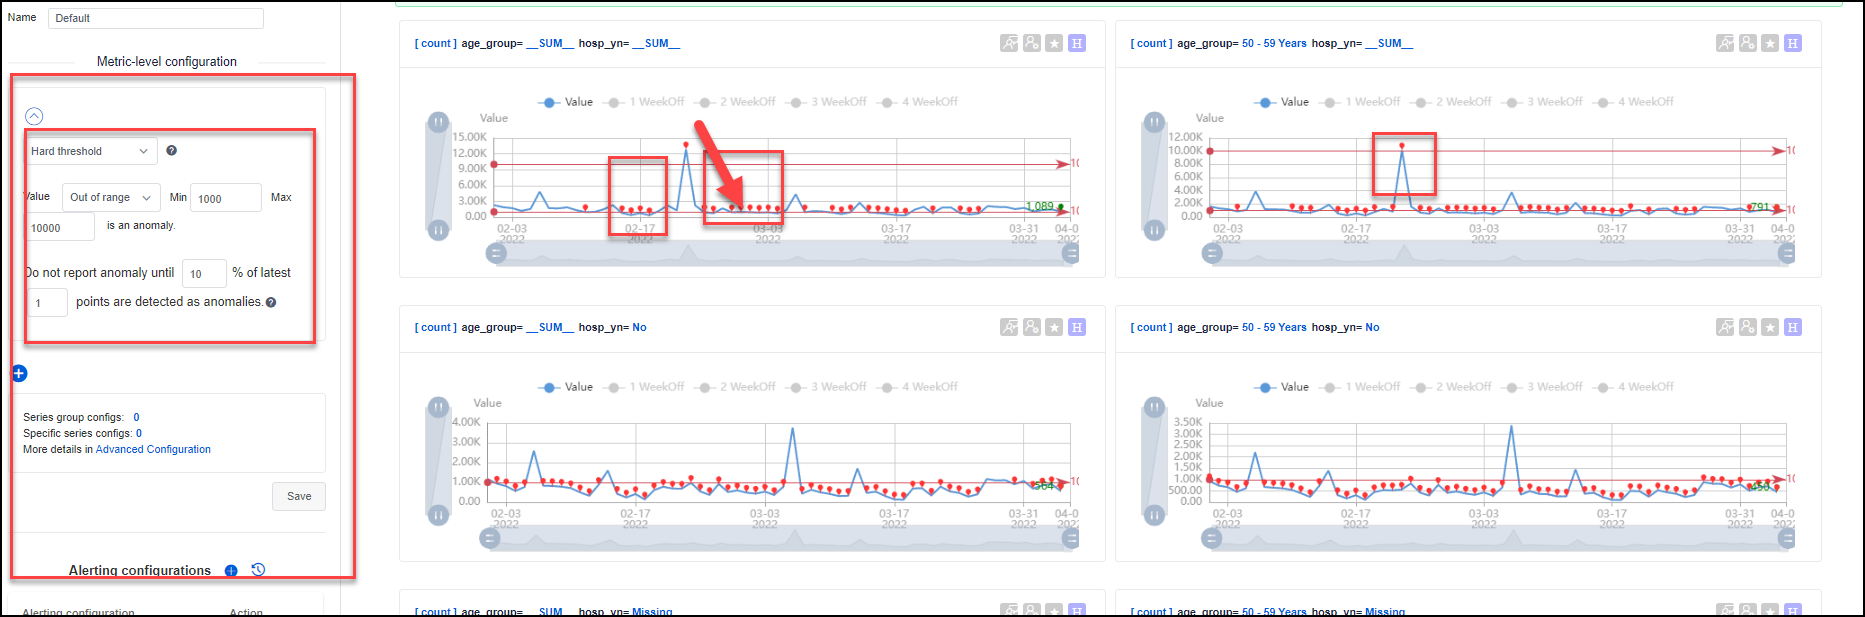 Name Default
Metric-level configuration
Hard threshold
Value Out of range Min 1000 Max
10000 is an anomaly.
Do not report anomaly until 10 % of latest
1 points are detected as anomalies.
Series group configs: 0
Specific series configs: 0
More details in Advanced Configuration
Save
Alerting configurations
Alerting configuration Action
[ count ] age_group= __SUM__ hosp_yn= __SUM__
H
Value 1 WeekOff 2 WeekOff 3 WeekOff 4 WeekOff
Value
15.00K
12.00K
9.00K
6.00K
3.00K
0.00
10
1,089
10
02-03 02-17 03-03 03-17 03-31 04-0
2022 2022 2022 2022 2022 202
[ count ] age_group= 50 - 59 Years hosp_yn= __SUM__
H
Value 1 WeekOff 2 WeekOff 3 WeekOff 4 WeekOff
Value
12.00K
10.00K
8.00K
6.00K
4.00K
2.00K
0.00
10
791
10
02-03 02-17 03-03 03-17 03-31 04-0
2022 2022 2022 2022 2022 202
[ count ] age_group= __SUM__ hosp_yn= No
H
Value 1 WeekOff 2 WeekOff 3 WeekOff 4 WeekOff
Value
4.00K
3.00K
2.00K
1.00K
0.00
10
564
02-03 02-17 03-03 03-17 03-31 04-0
2022 2022 2022 2022 2022 202
[ count ] age_group= 50 - 59 Years hosp_yn= No
H
Value 1 WeekOff 2 WeekOff 3 WeekOff 4 WeekOff
Value
3.50K
3.00K
2.50K
2.00K
1.50K
1.00K
500.00
0.00
10
450
02-03 02-17 03-03 03-17 03-31 04-0
2022 2022 2022 2022 2022 202
[ count ] age_group= __SUM__ hosp_yn= Missing
H
[ count ] age_group= 50 - 59 Years hosp_yn= Missing
H